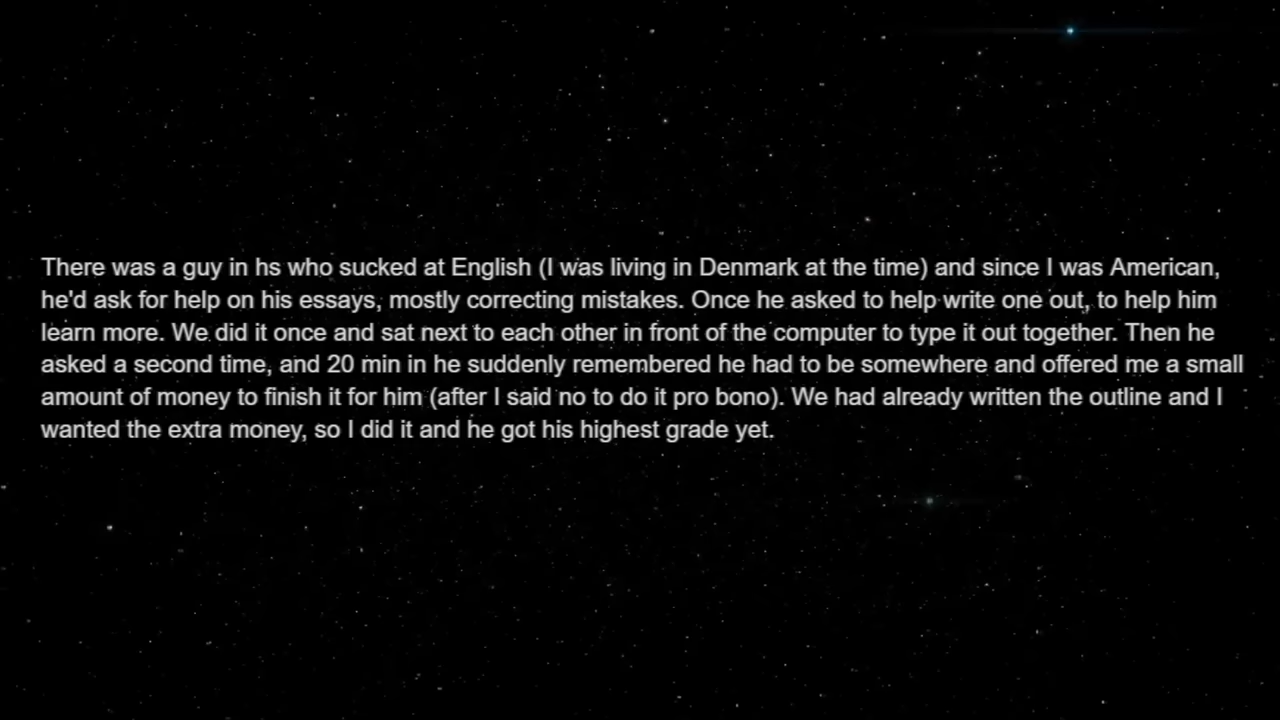 There was a guy in hs who sucked at English (I was living in Denmark at the time) and since I was American,
he'd ask for help on his essays, mostly correcting mistakes. Once he asked to help write one out, to help him
learn more. We did it once and sat next to each other in front of the computer to type it out together. Then he
asked a second time, and 20 min in he suddenly remembered he had to be somewhere and offered me a small
amount of money to finish it for him (after I said no to do it pro bono). We had already written the outline and I
wanted the extra money, so I did it and he got his highest grade yet.